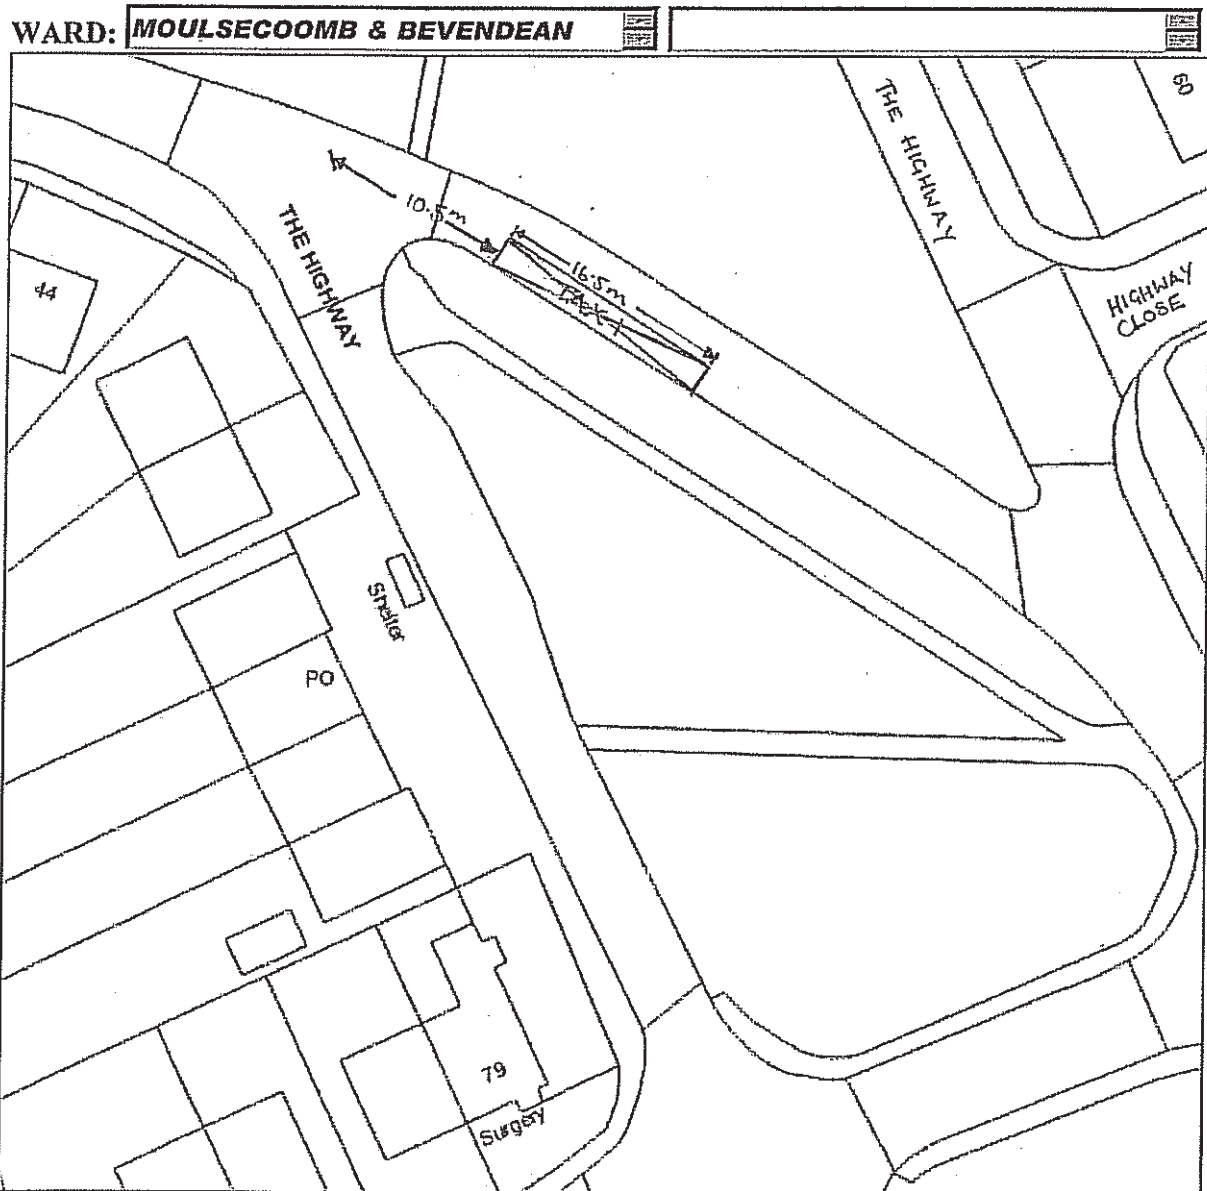 WARD: MOULSECOOMB & BEVENDEAN
THE HIGHWAY
60
10.5m
16.5m
TAXI
THE HIGHWAY
HIGHWAY
CLOSE
44
Shelter
PO
79
Surgery